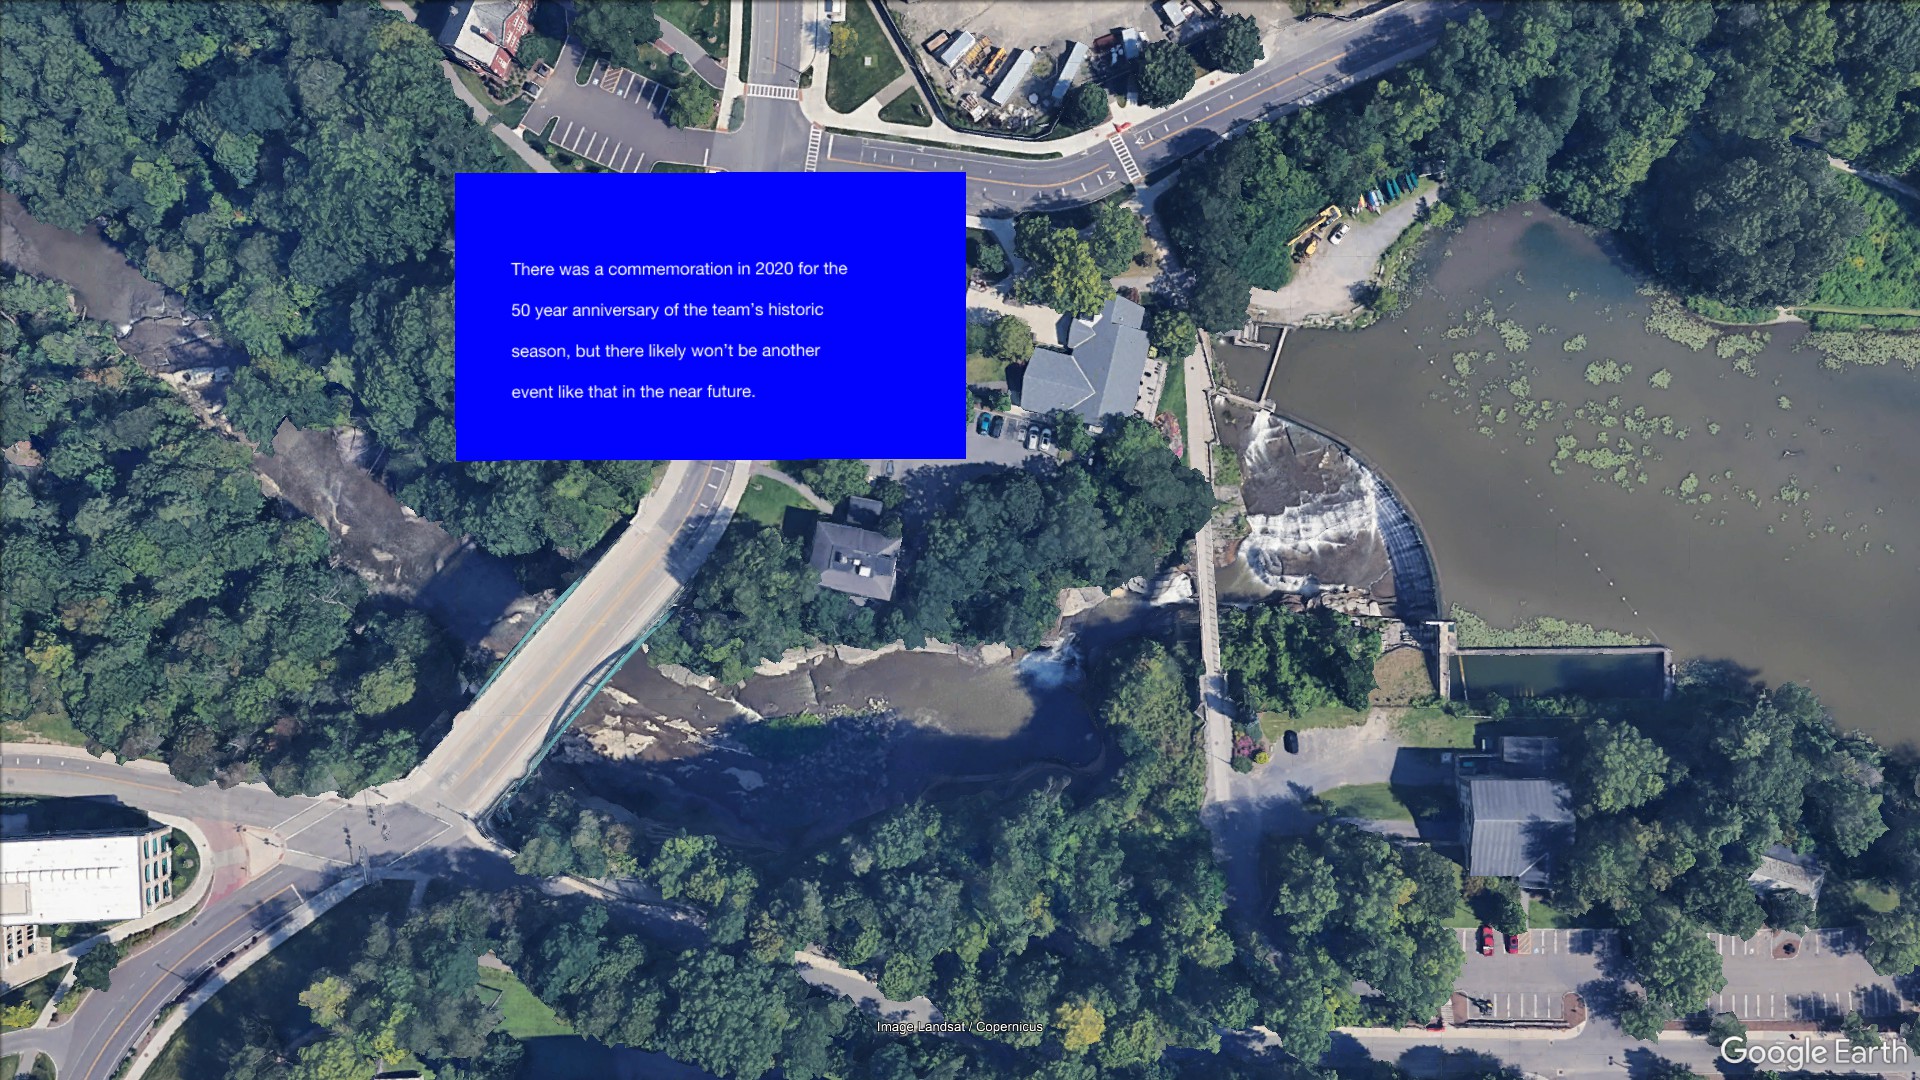 There was a commemoration in 2020 for the
50 year anniversary of the team’s historic
season, but there likely won’t be another
event like that in the near future.
Image Landsat / Copernicus
Google Earth